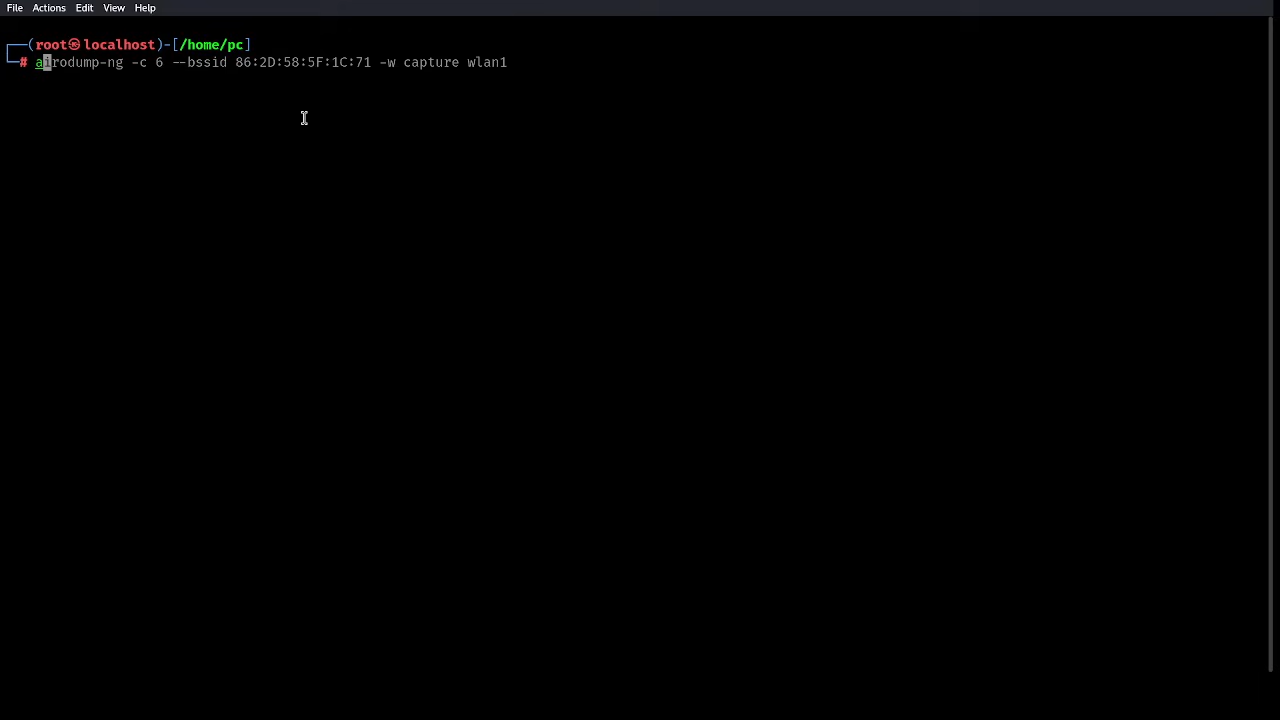 File Actions Edit View Help
┌──(root㉿localhost)-[/home/pc]
└─# airodump-ng -c 6 --bssid 86:2D:58:5F:1C:71 -w capture wlan1